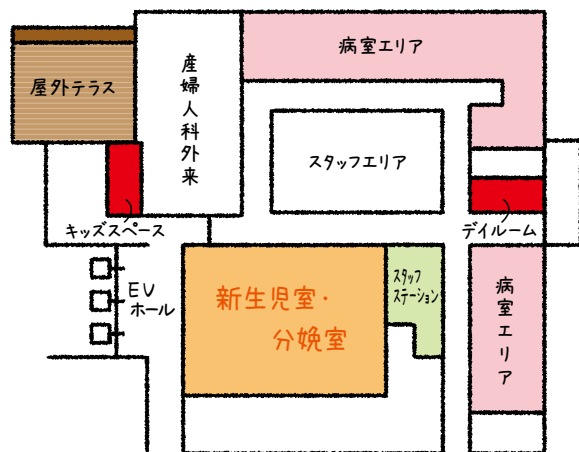 病室エリア
屋外テラス
産婦人科外来
スタッフエリア
キッズスペース
デイルーム
EV
ホール
新生児室・
分娩室
スタッフ
ステーション
病室エリア